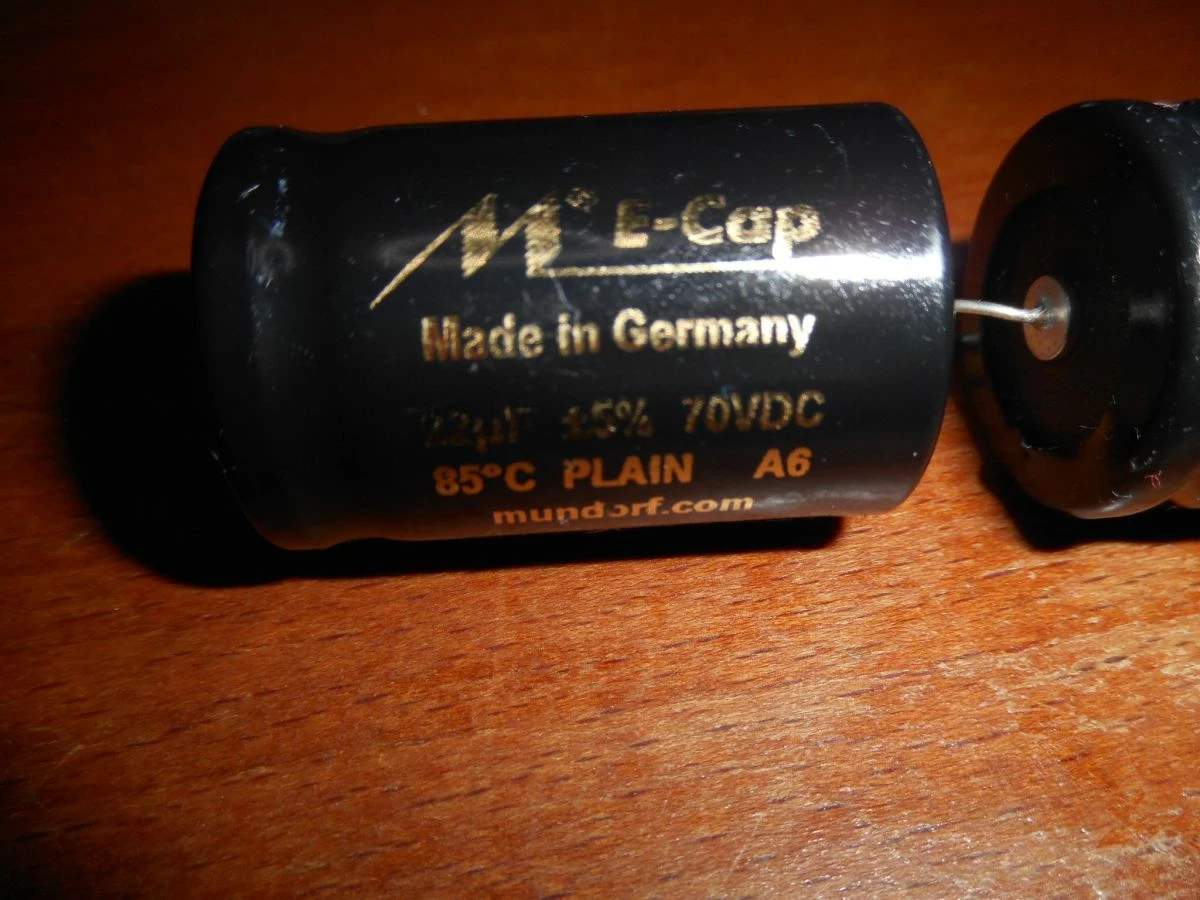 M® E-Cap
Made in Germany
22µF ±5% 70VDC
85°C PLAIN A6
mundorf.com